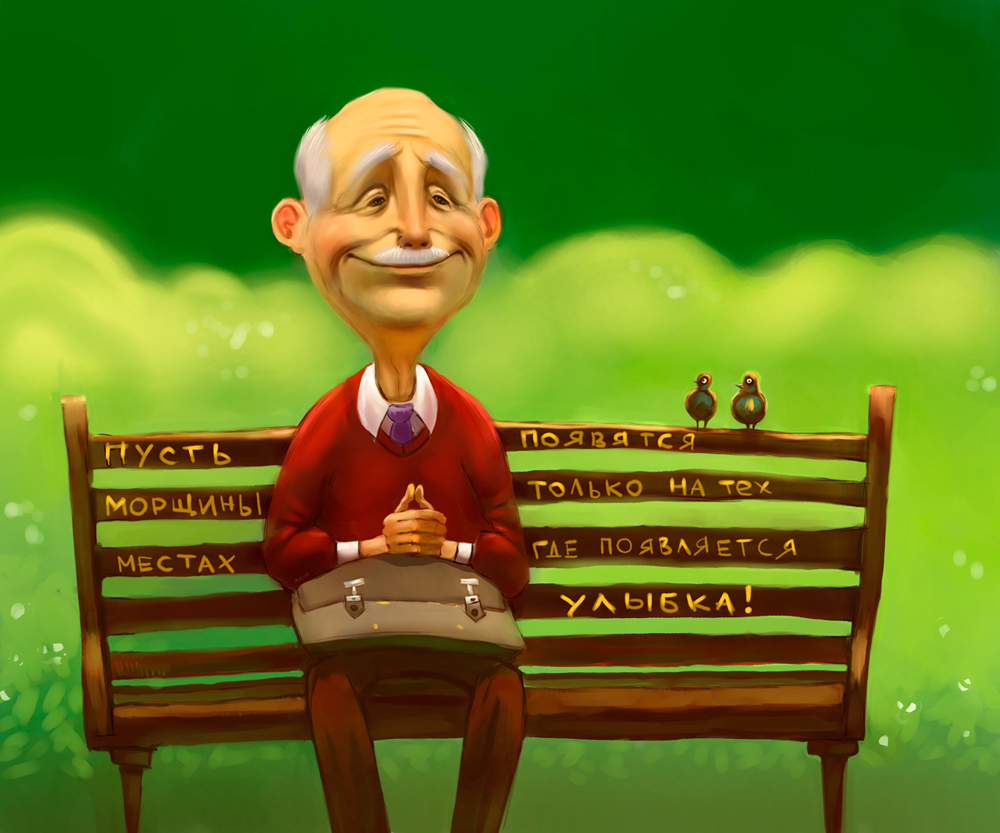 ПУСТЬ ПОЯВЯТСЯ
МОРЩИНЫ ТОЛЬКО НА ТЕХ
МЕСТАХ ГДЕ ПОЯВЛЯЕТСЯ
УЛЫБКА!